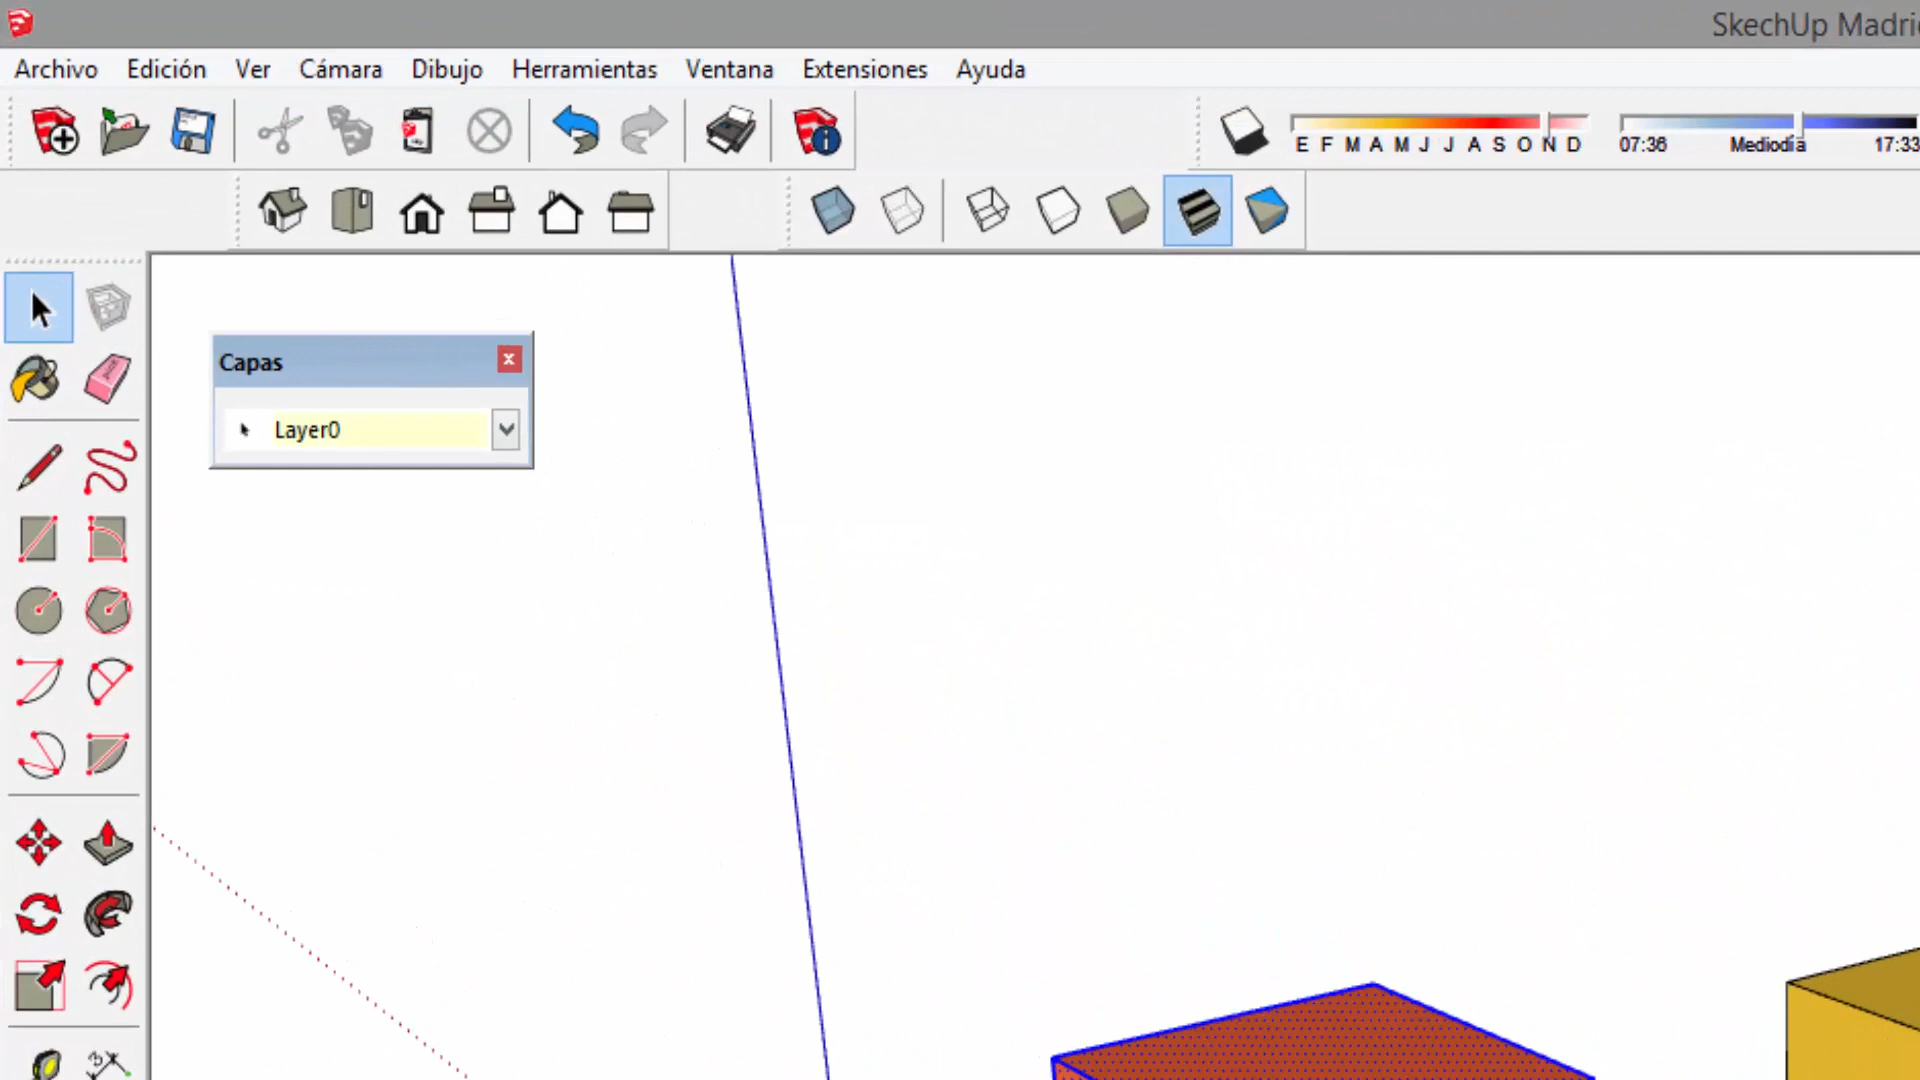 SkechUp Madri
Archivo Edición Ver Cámara Dibujo Herramientas Ventana Extensiones Ayuda
E F M A M J J A S O N D
07:36 Mediodía 17:33
Capas
Layer0